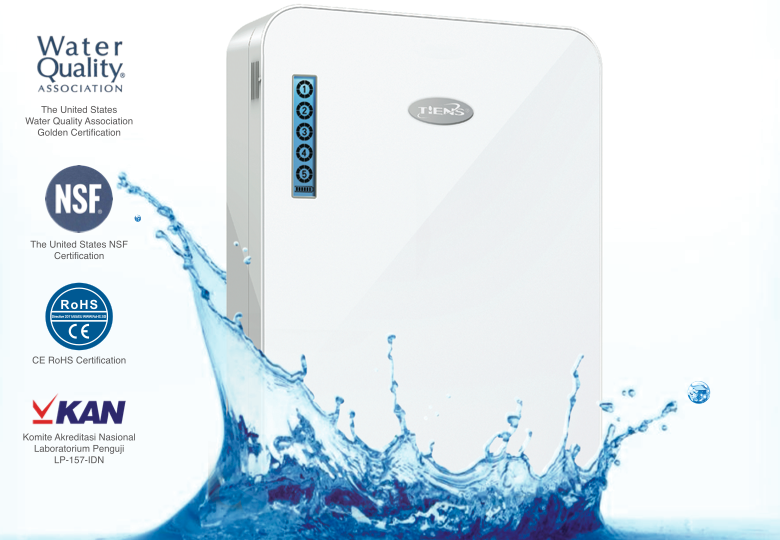 Water
Quality®
ASSOCIATION
The United States
Water Quality Association
Golden Certification
NSF®
The United States NSF
Certification
RoHS
CE
CE RoHS Certification
KAN
Komite Akreditasi Nasional
Laboratorium Penguji
LP-157-IDN
1
2
3
4
5
TIENS